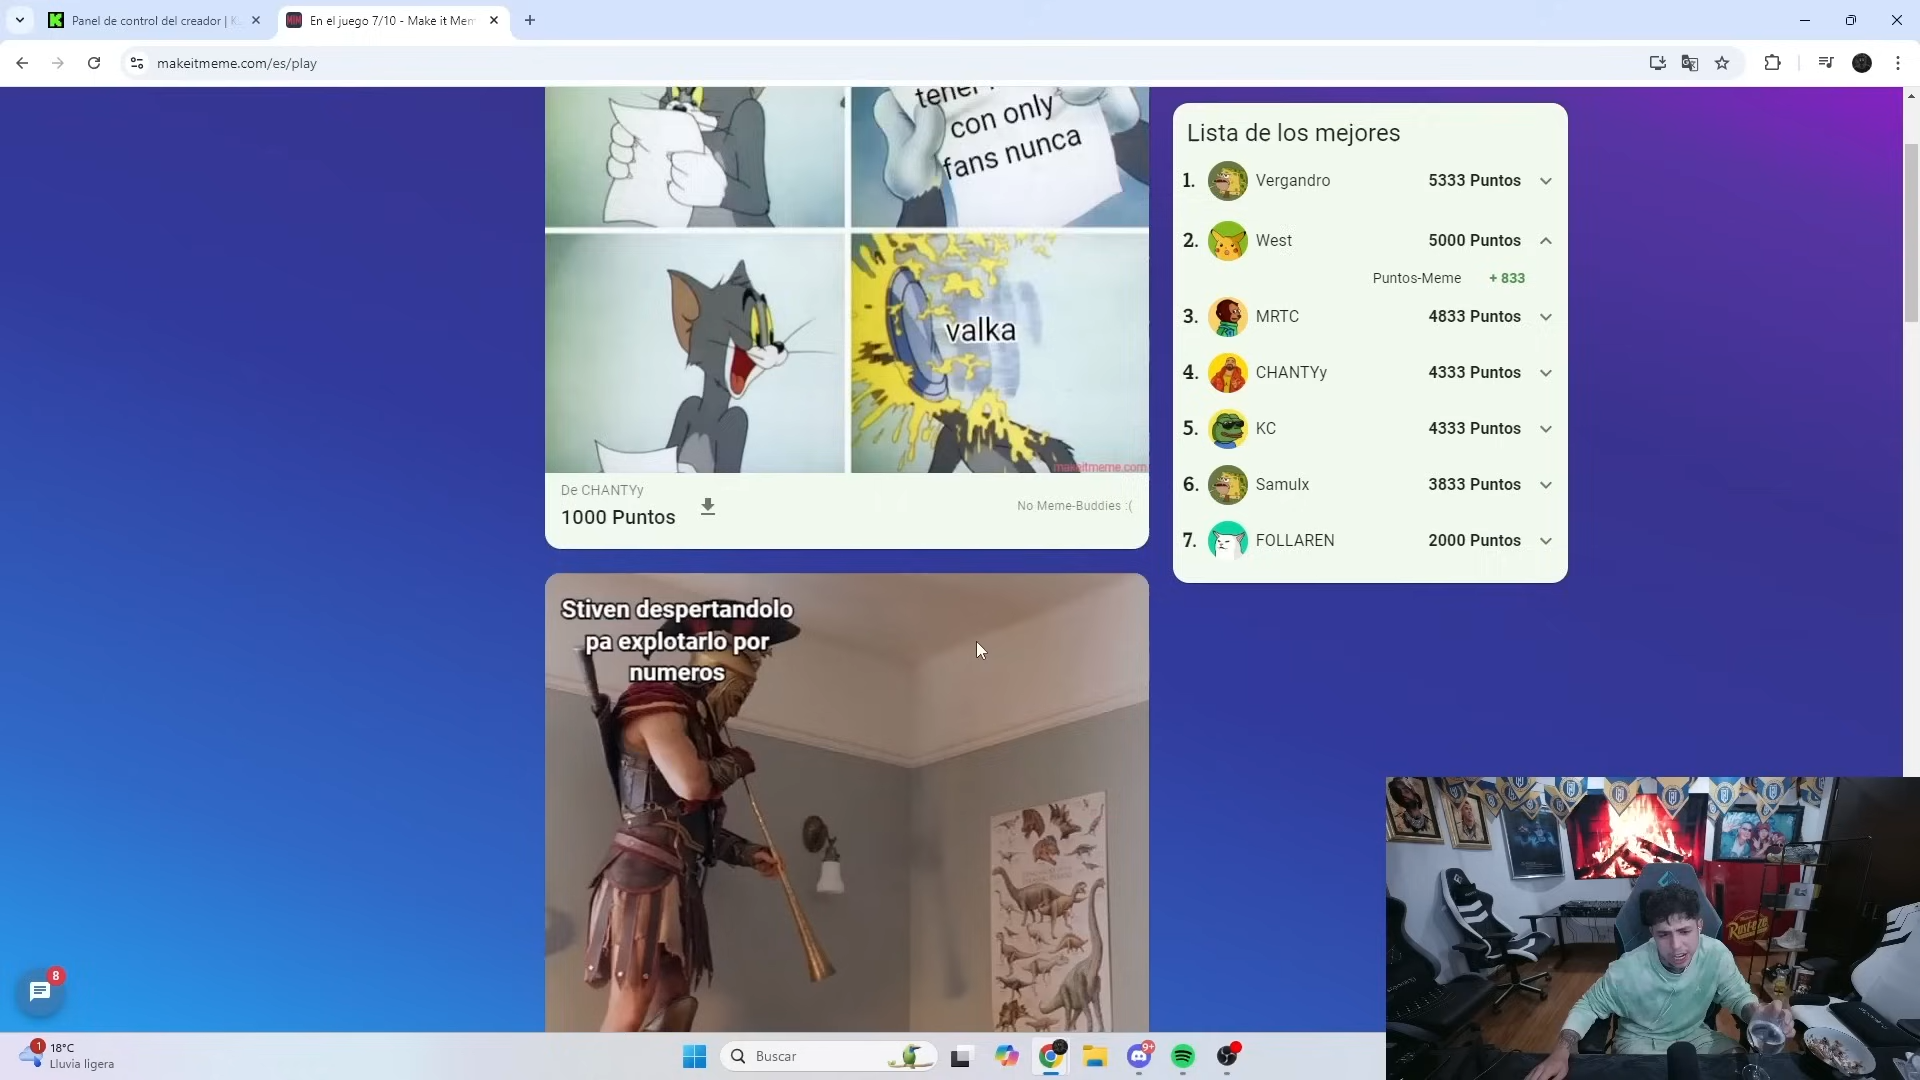 Panel de control del creador | K
En el juego 7/10 - Make it Mem
makeitmeme.com/es/play
con only
fans nunca
valka
makeitmeme.com
De CHANTYy
1000 Puntos
No Meme-Buddies :(
Stiven despertandolo
pa explotarlo por
numeros
Lista de los mejores
1. Vergandro 5333 Puntos
2. West 5000 Puntos
Puntos-Meme + 833
3. MRTC 4833 Puntos
4. CHANTYy 4333 Puntos
5. KC 4333 Puntos
6. Samulx 3833 Puntos
7. FOLLAREN 2000 Puntos
8
1
18°C
Lluvia ligera
Buscar
9+